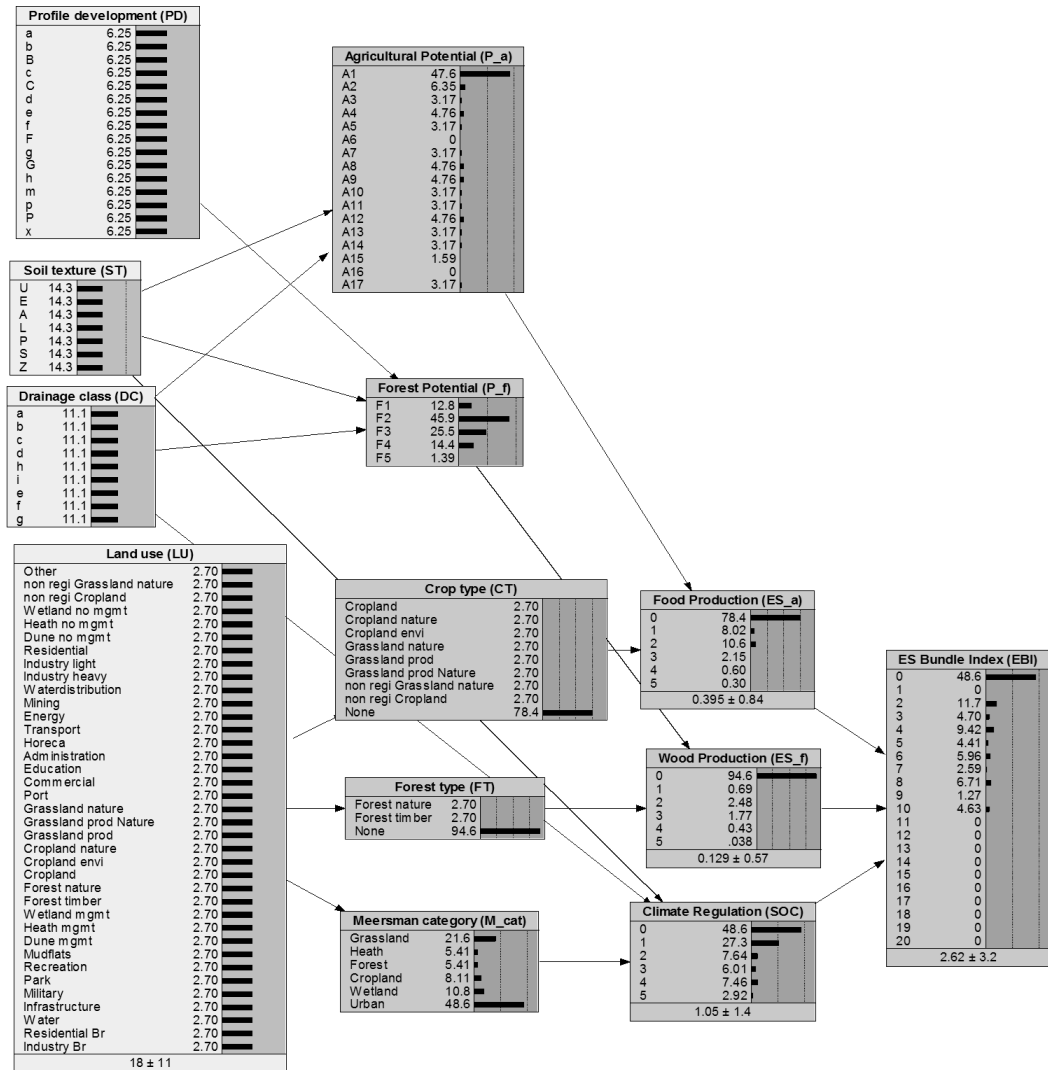 Profile development (PD)
a 6.25
b 6.25
B 6.25
c 6.25
C 6.25
d 6.25
e 6.25
f 6.25
F 6.25
g 6.25
G 6.25
h 6.25
m 6.25
p 6.25
P 6.25
x 6.25
Agricultural Potential (P_a)
A1 47.6
A2 6.35
A3 3.17
A4 4.76
A5 3.17
A6 0
A7 3.17
A8 4.76
A9 4.76
A10 3.17
A11 3.17
A12 4.76
A13 3.17
A14 3.17
A15 1.59
A16 0
A17 3.17
Soil texture (ST)
U 14.3
E 14.3
A 14.3
L 14.3
P 14.3
S 14.3
Z 14.3
Drainage class (DC)
a 11.1
b 11.1
c 11.1
d 11.1
h 11.1
i 11.1
e 11.1
f 11.1
g 11.1
Forest Potential (P_f)
F1 12.8
F2 45.9
F3 25.5
F4 14.4
F5 1.39
Land use (LU)
Other 2.70
non regi Grassland nature 2.70
non regi Cropland 2.70
Wetland no mgmt 2.70
Heath no mgmt 2.70
Dune no mgmt 2.70
Residential 2.70
Industry light 2.70
Industry heavy 2.70
Waterdistribution 2.70
Mining 2.70
Energy 2.70
Transport 2.70
Horeca 2.70
Administration 2.70
Education 2.70
Commercial 2.70
Port 2.70
Grassland nature 2.70
Grassland prod Nature 2.70
Grassland prod 2.70
Cropland nature 2.70
Cropland envi 2.70
Cropland 2.70
Forest nature 2.70
Forest timber 2.70
Wetland mgmt 2.70
Heath mgmt 2.70
Dune mgmt 2.70
Mudflats 2.70
Recreation 2.70
Park 2.70
Military 2.70
Infrastructure 2.70
Water 2.70
Residential Br 2.70
Industry Br 2.70
18 ± 11
Crop type (CT)
Cropland 2.70
Cropland nature 2.70
Cropland envi 2.70
Grassland nature 2.70
Grassland prod 2.70
Grassland prod Nature 2.70
non regi Grassland nature 2.70
non regi Cropland 2.70
None 78.4
Forest type (FT)
Forest nature 2.70
Forest timber 2.70
None 94.6
Meersman category (M_cat)
Grassland 21.6
Heath 5.41
Forest 5.41
Cropland 8.11
Wetland 10.8
Urban 48.6
Food Production (ES_a)
0 78.4
1 8.02
2 10.6
3 2.15
4 0.60
5 0.30
0.395 ± 0.84
Wood Production (ES_f)
0 94.6
1 0.69
2 2.48
3 1.77
4 0.43
5 .038
0.129 ± 0.57
Climate Regulation (SOC)
0 48.6
1 27.3
2 7.64
3 6.01
4 7.46
5 2.92
1.05 ± 1.4
ES Bundle Index (EBI)
0 48.6
1 0
2 11.7
3 4.70
4 9.42
5 4.41
6 5.96
7 2.59
8 6.71
9 1.27
10 4.63
11 0
12 0
13 0
14 0
15 0
16 0
17 0
18 0
19 0
20 0
2.62 ± 3.2